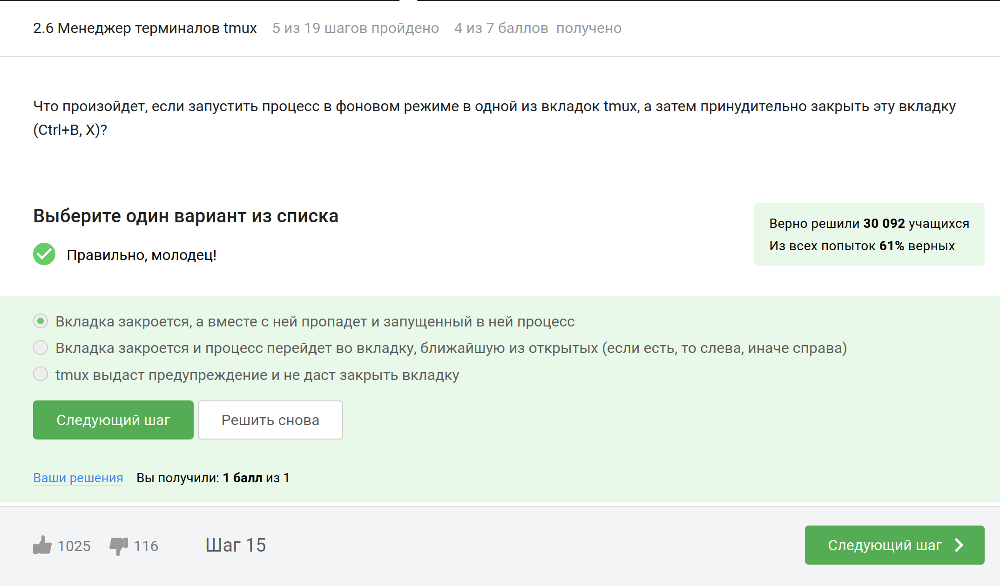 2.6 Менеджер терминалов tmux 5 из 19 шагов пройдено 4 из 7 баллов получено
Что произойдет, если запустить процесс в фоновом режиме в одной из вкладок tmux, а затем принудительно закрыть эту вкладку
(Ctrl+B, X)?
Выберите один вариант из списка
Правильно, молодец!
Верно решили 30 092 учащихся
Из всех попыток 61% верных
Вкладка закроется, а вместе с ней пропадет и запущенный в ней процесс
Вкладка закроется и процесс перейдет во вкладку, ближайшую из открытых (если есть, то слева, иначе справа)
tmux выдаст предупреждение и не даст закрыть вкладку
Следующий шаг Решить снова
Ваши решения Вы получили: 1 балл из 1
1025 116 Шаг 15 Следующий шаг